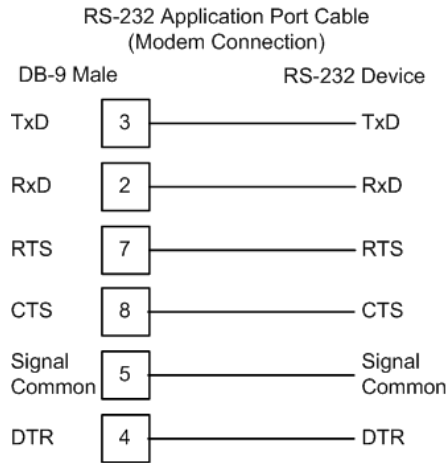 RS-232 Application Port Cable
(Modem Connection)
DB-9 Male RS-232 Device
TxD 3 TxD
RxD 2 RxD
RTS 7 RTS
CTS 8 CTS
Signal Signal
Common 5 Common
DTR 4 DTR